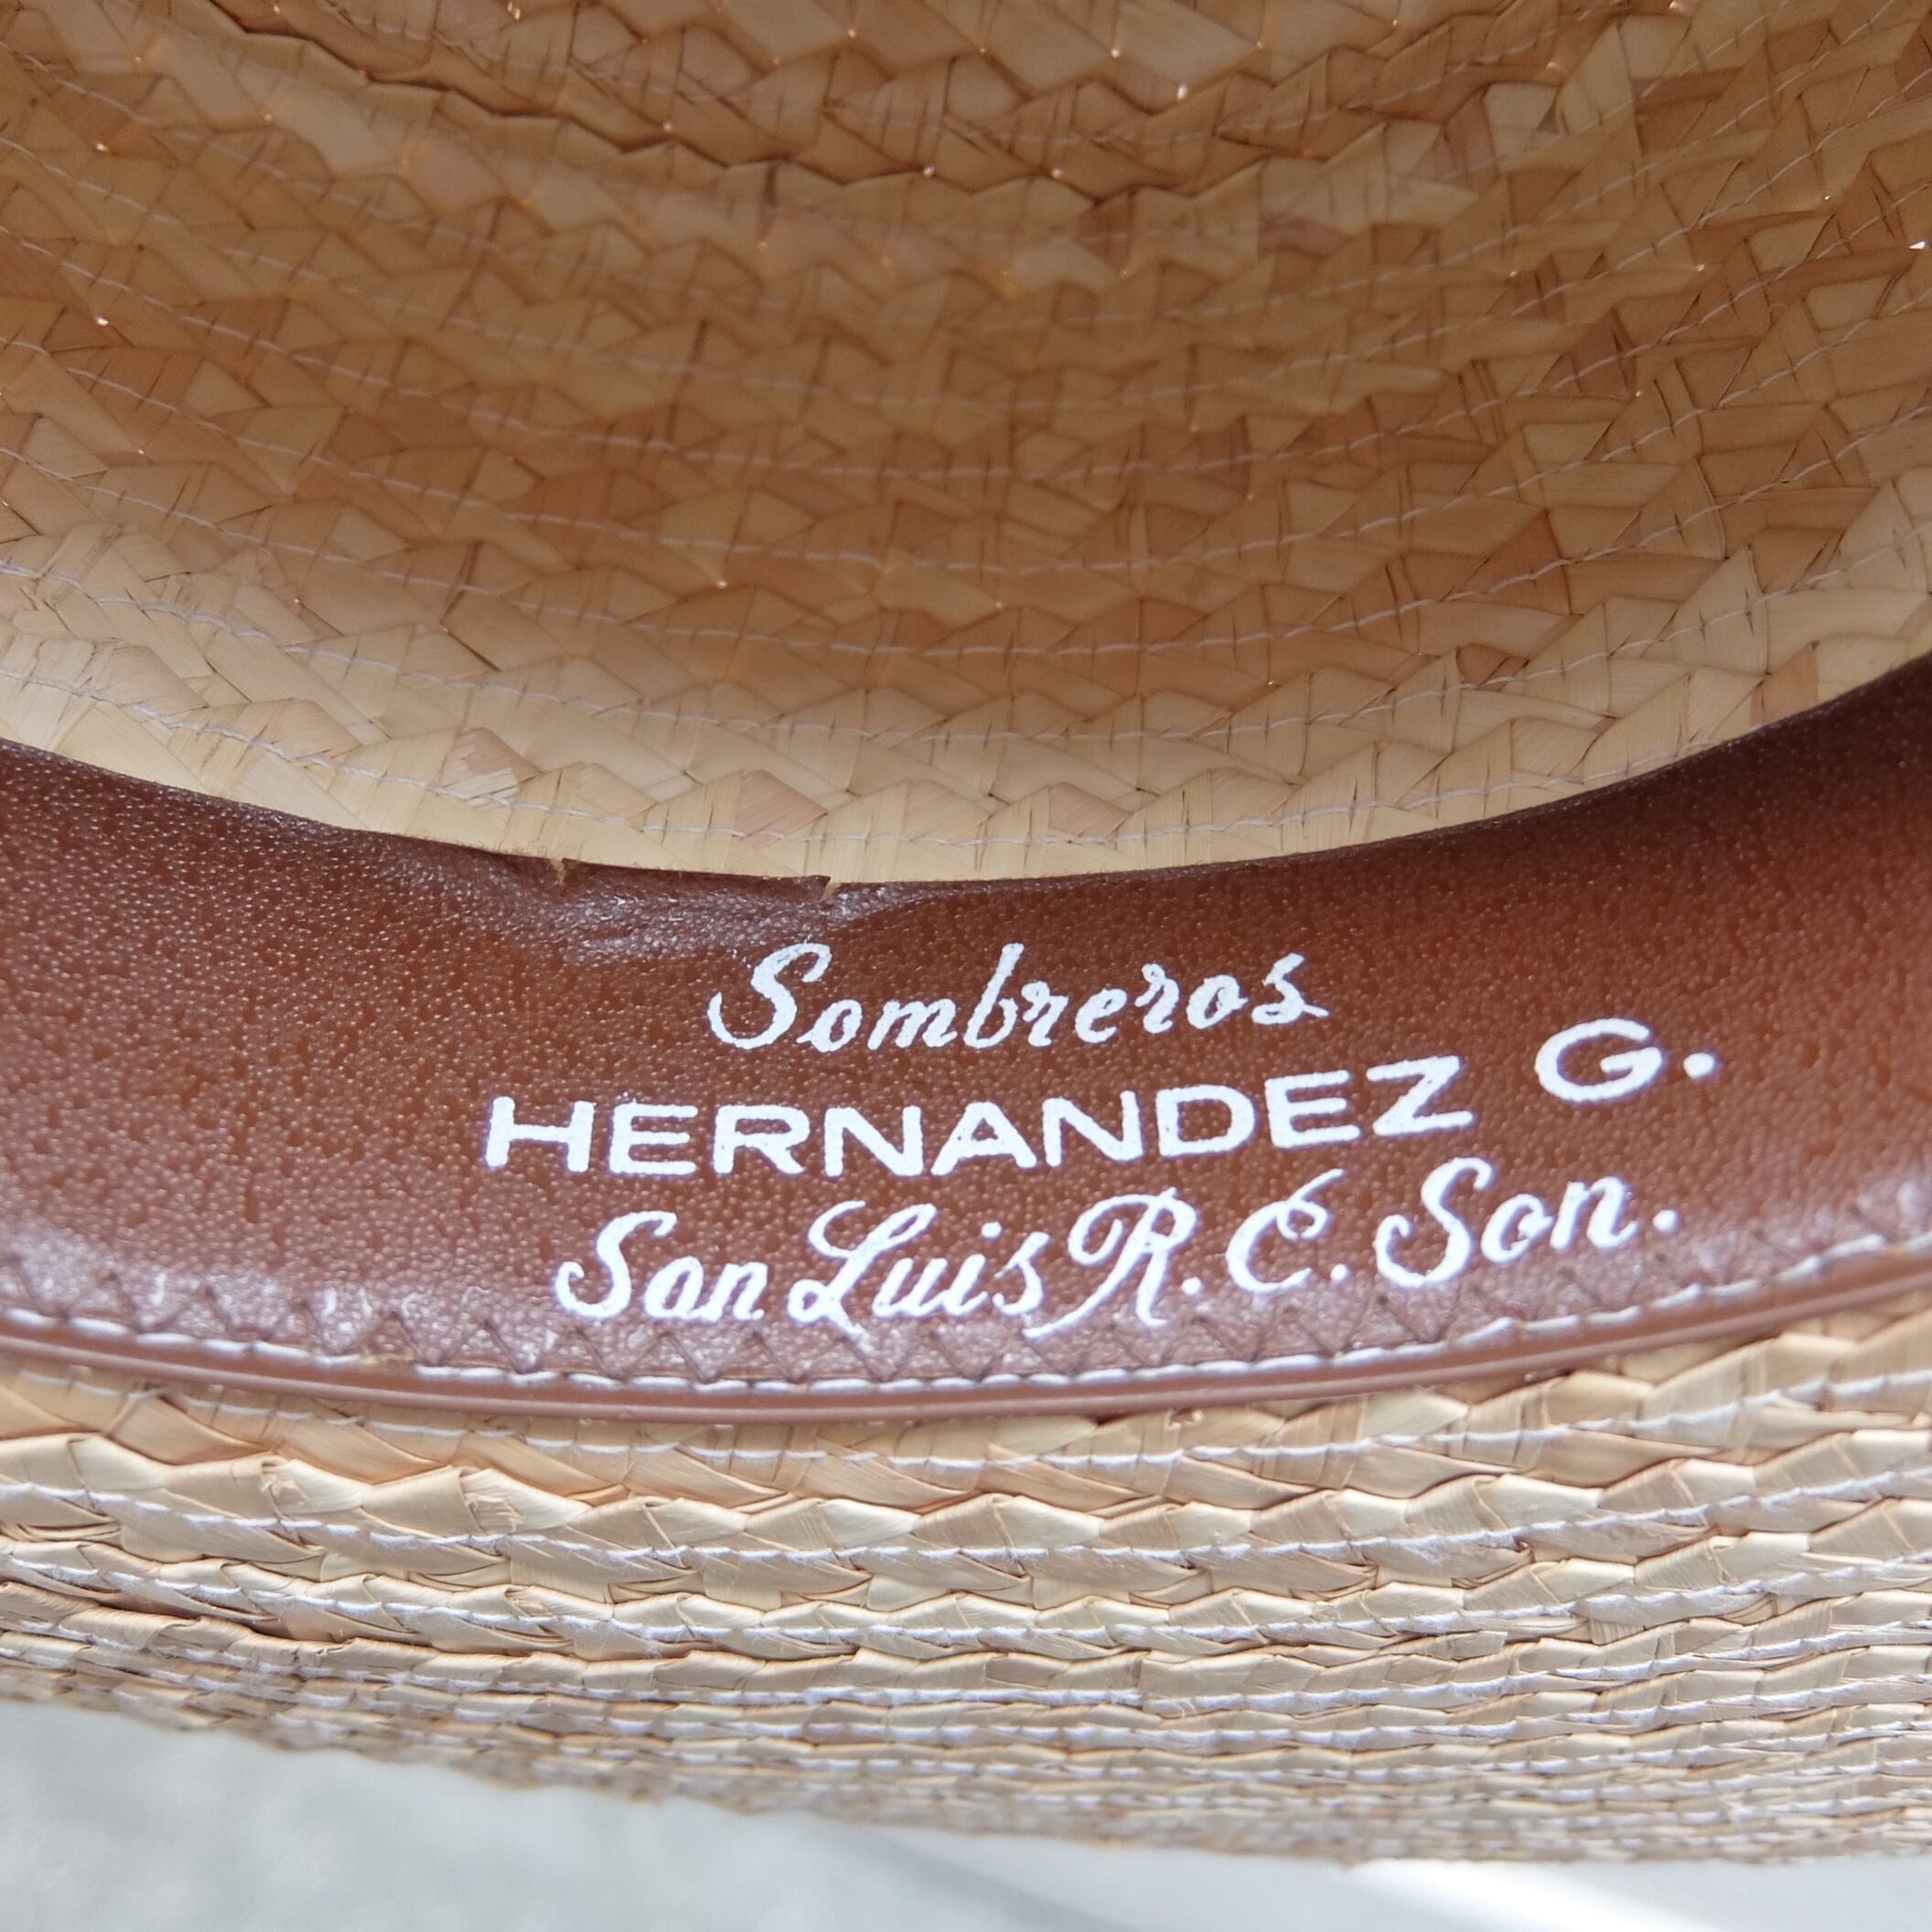 Sombreros
HERNANDEZ G.
San Luis R. C. Son.